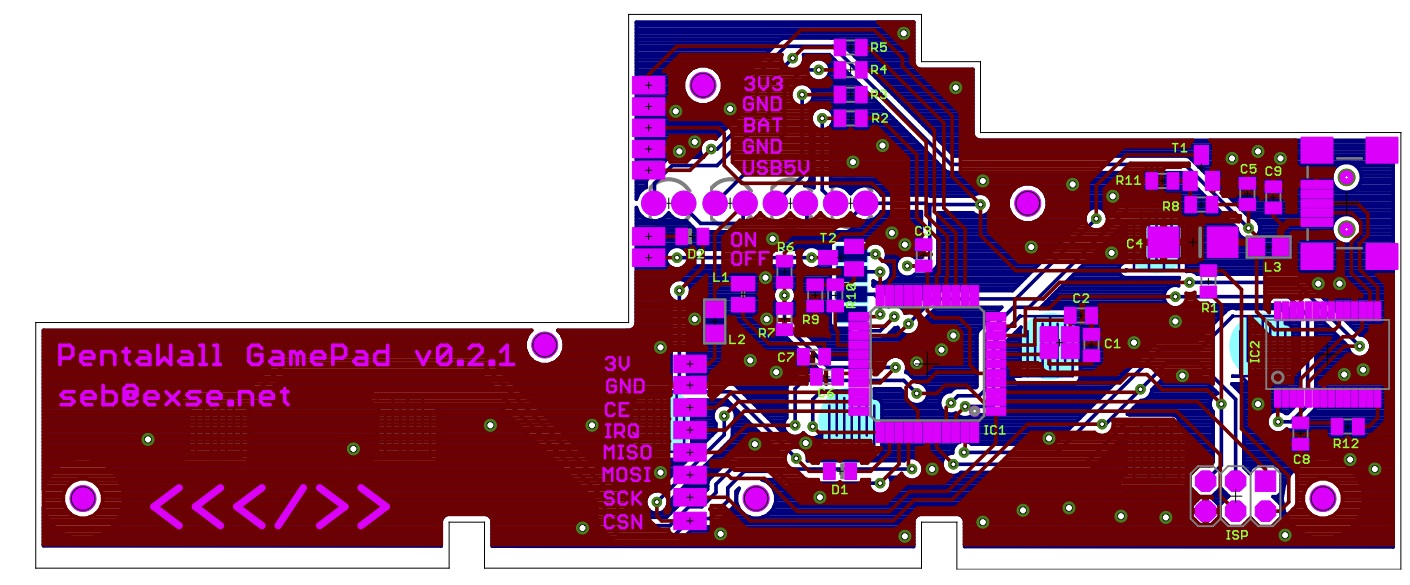 R5
R4
R3
R2
3V3
GND
BAT
GND
USB5V
T1
R11
R8
C5 C9
C4
L3
ON
OFF
D2
R6
T2
C3
L1
R10
R9
R7
L2
R1
C2
C1
IC2
PentaWall GamePad v0.2.1
seb@exse.net
C7
3V
GND
CE
IRQ
MISO
MOSI
SCK
CSN
IC1
D1
R12
C8
ISP
<<</>>